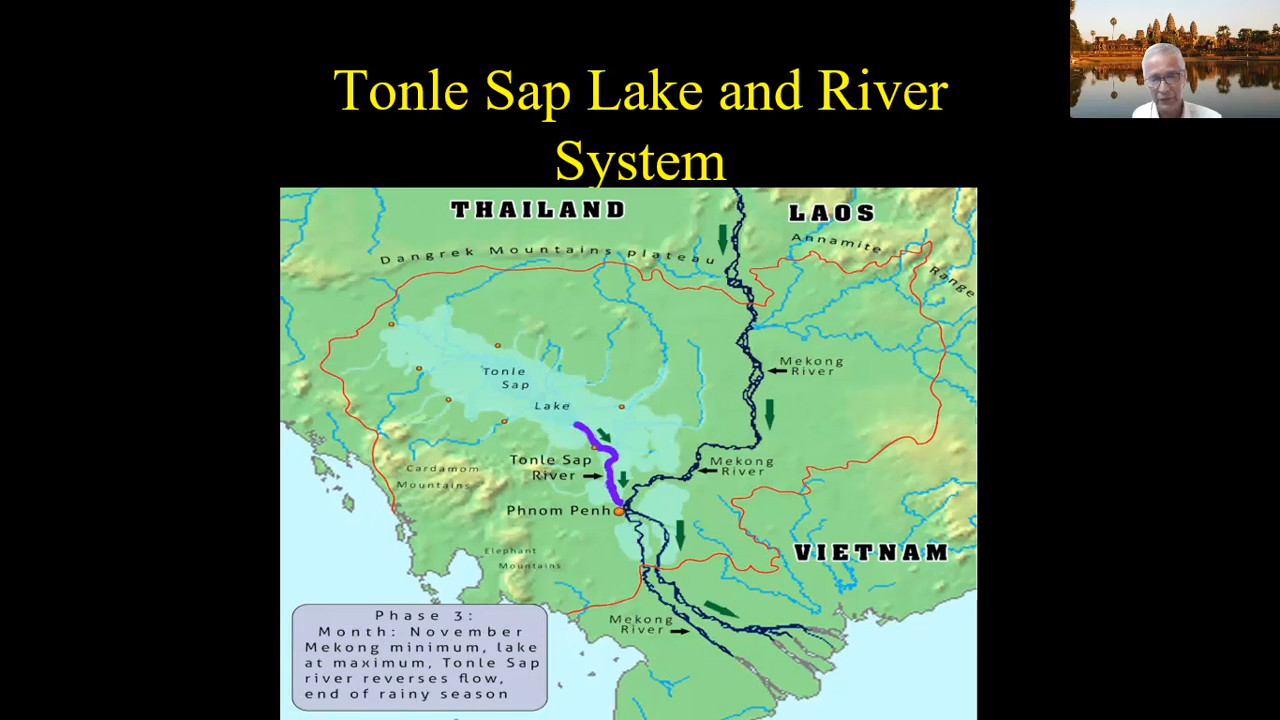 Tonle Sap Lake and River
System
THAILAND
LAOS
Dangrek Mountains plateau
Annamite
Range
Mekong
River
Tonle
Sap
Lake
Tonle Sap
River
Mekong
River
Cardamom
Mountains
Phnom Penh
Elephant
Mountains
VIETNAM
Mekong
River
Phase 3:
Month: November
Mekong minimum, lake
at maximum, Tonle Sap
river reverses flow,
end of rainy season